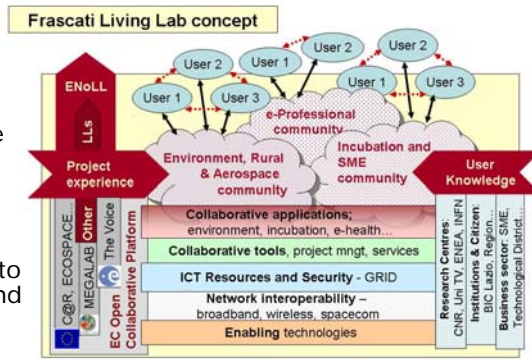 Frascati Living Lab concept
ENoLL
LLs
User 2
User 1
User 3
User 2
User 1
User 2
User 1
User 3
e-Professional
community
Environment, Rural
& Aerospace
community
Incubation and
SME
community
Project
experience
User
Knowledge
e
to
nd
C@R, ECOSPACE...
MEGALAB Other
The Voice
EC Open
Collaborative Platform
Collaborative applications;
environment, incubation, e-health...
Collaborative tools, project mngt, services
ICT Resources and Security - GRID
Network interoperability –
broadband, wireless, spacecom
Enabling technologies
Research Centres:
CNR, Uni TV, ENEA, INFN
Institutions & Citizen:
BIC Lazio, Region...
Business sector: SME,
Technological District...